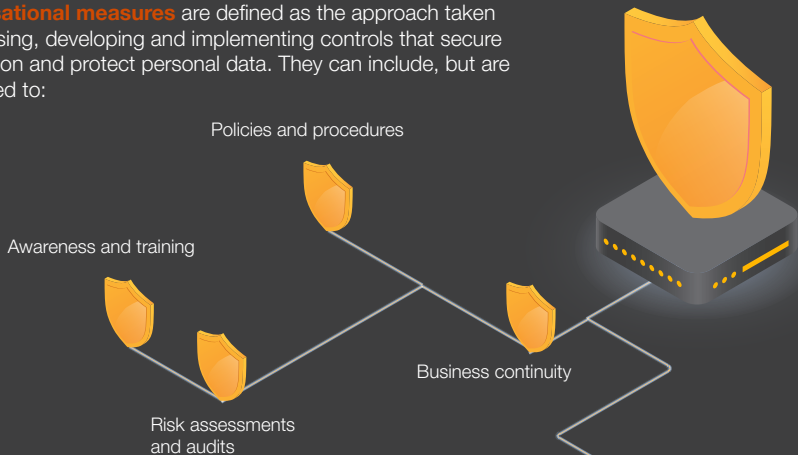 sational measures are defined as the approach taken
sing, developing and implementing controls that secure
on and protect personal data. They can include, but are
ed to:
Policies and procedures
Awareness and training
Business continuity
Risk assessments
and audits